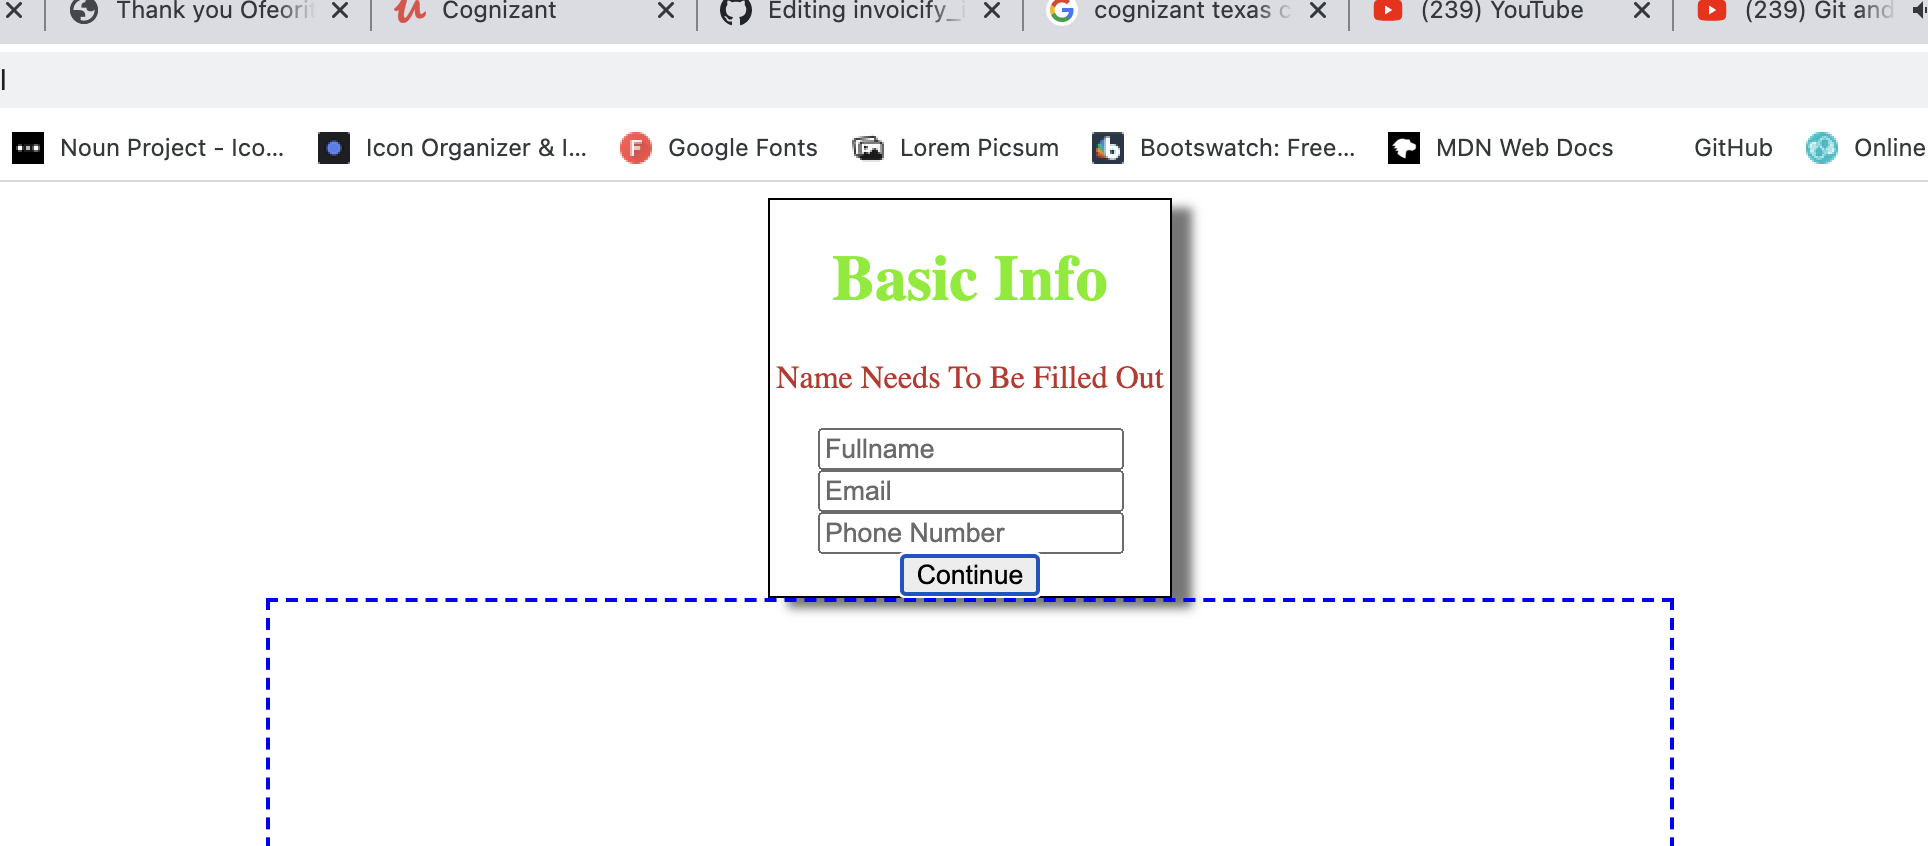 Thank you Ofeorit
Cognizant
Editing invoicify_i
cognizant texas c
(239) YouTube
(239) Git and
Noun Project - Ico...
Icon Organizer & I...
Google Fonts
Lorem Picsum
Bootswatch: Free...
MDN Web Docs
GitHub
Online
Basic Info
Name Needs To Be Filled Out
Fullname
Email
Phone Number
Continue